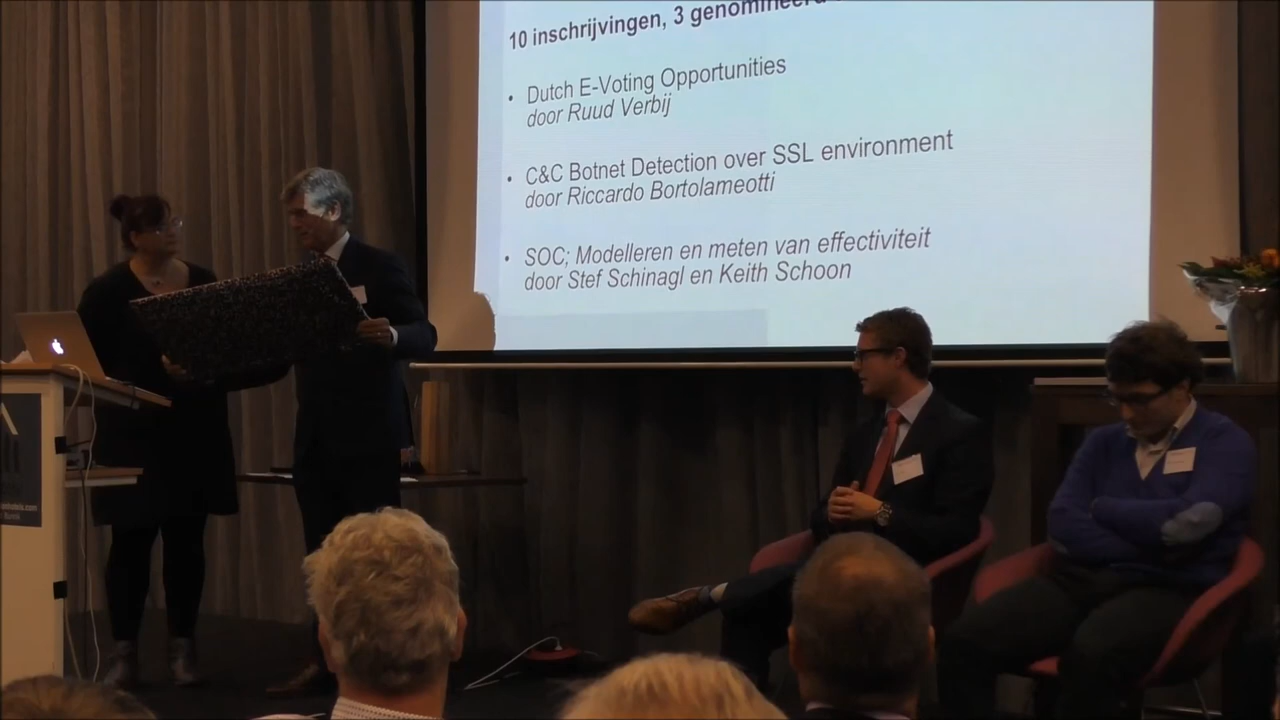 10 inschrijvingen, 3 genomineerd
• Dutch E-Voting Opportunities
door Ruud Verbij
• C&C Botnet Detection over SSL environment
door Riccardo Bortolameotti
• SOC; Modelleren en meten van effectiviteit
door Stef Schinagl en Keith Schoon